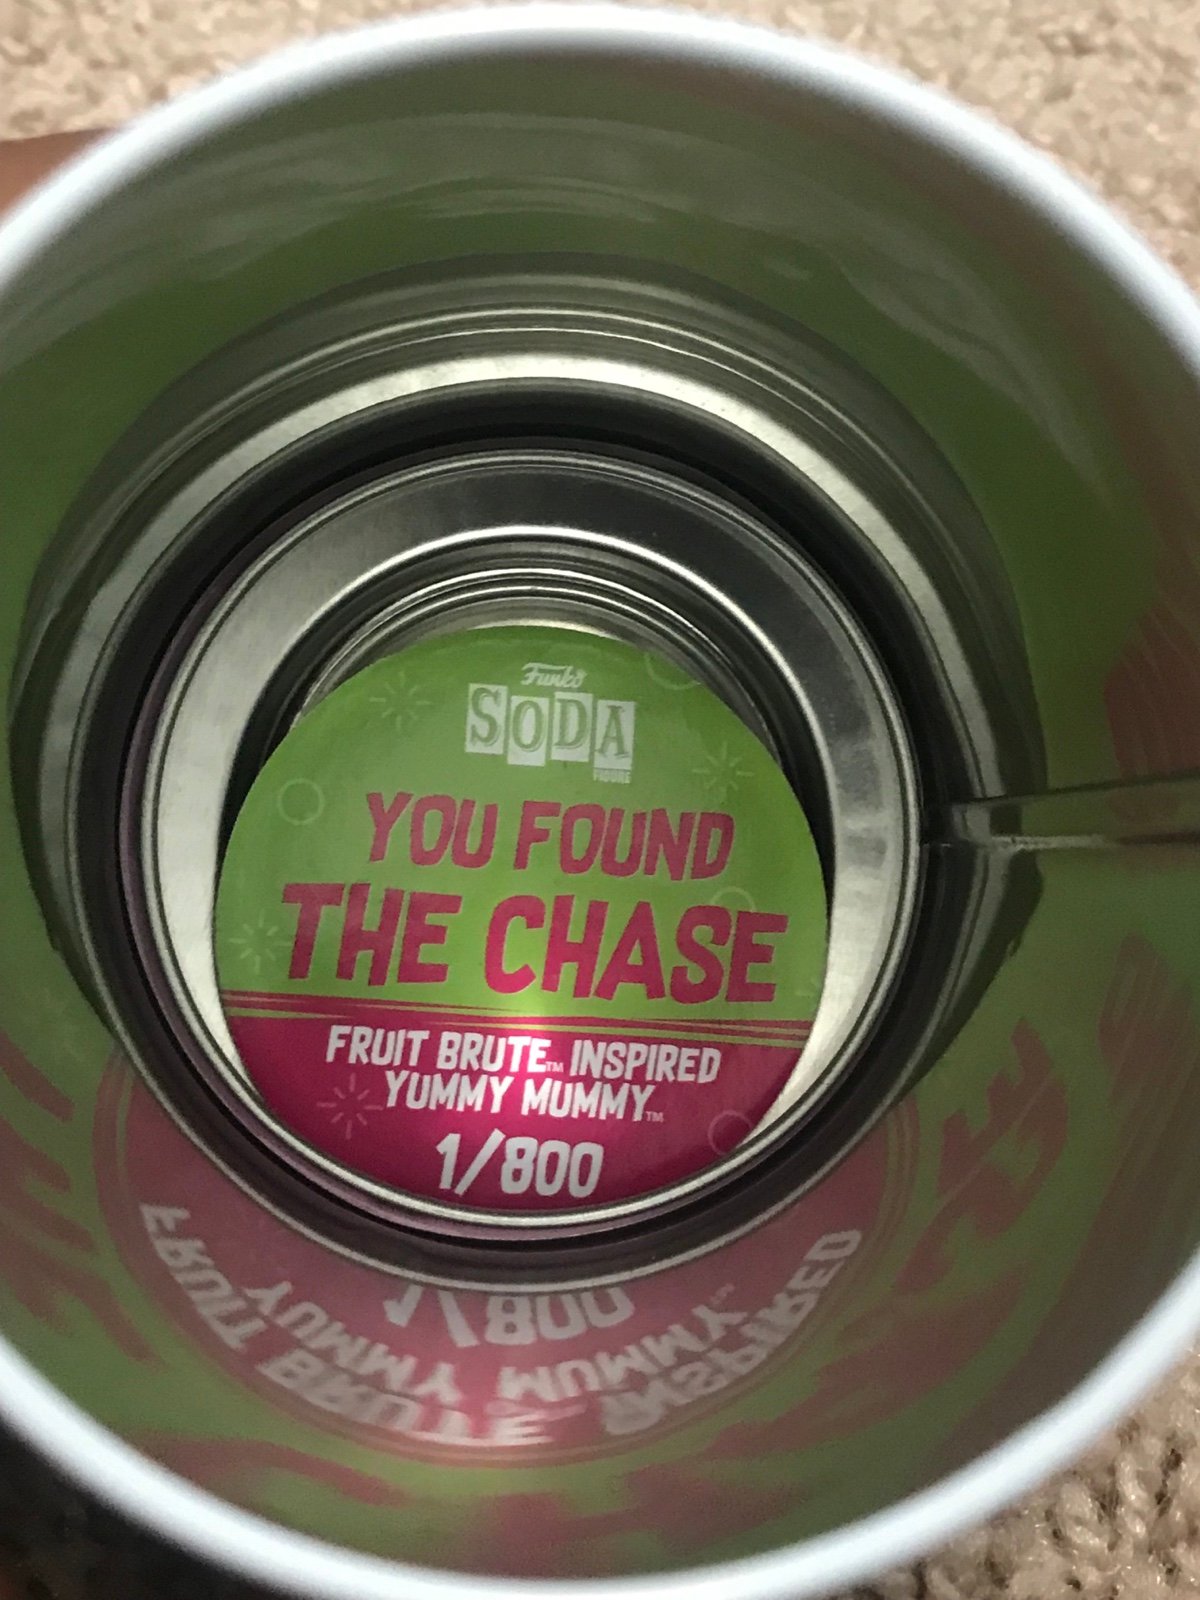 Funko
SODA
FIGURE
YOU FOUND
THE CHASE
FRUIT BRUTE™ INSPIRED
YUMMY MUMMY™
1/800